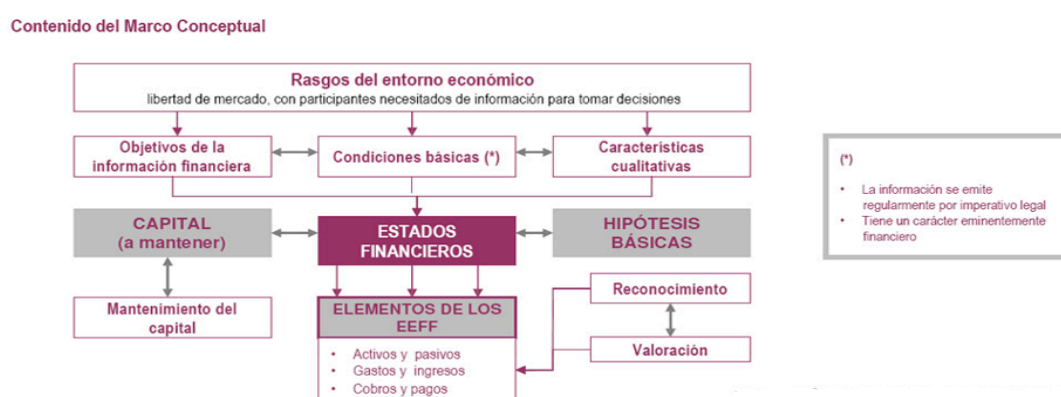 Contenido del Marco Conceptual
Rasgos del entorno económico
libertad de mercado, con participantes necesitados de información para tomar decisiones
Objetivos de la
información financiera
Condiciones básicas (*)
Características
cualitativas
CAPITAL
(a mantener)
ESTADOS
FINANCIEROS
HIPÓTESIS
BÁSICAS
Mantenimiento del
capital
ELEMENTOS DE LOS
EEFF
• Activos y pasivos
• Gastos y ingresos
• Cobros y pagos
Reconocimiento
Valoración
(*)
• La información se emite
regularmente por imperativo legal
• Tiene un carácter eminentemente
financiero